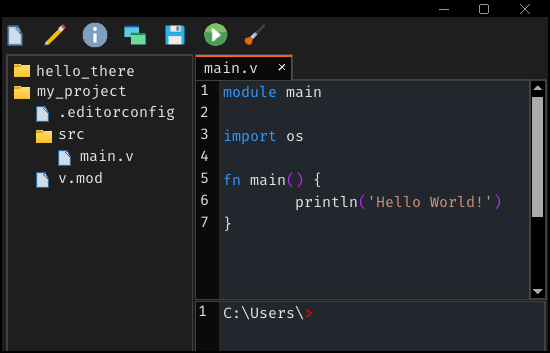 hello_there
my_project
.editorconfig
src
main.v
v.mod
main.v ×
1 module main
2
3 import os
4
5 fn main() {
6         println('Hello World!')
7 }
1 C:\Users\>